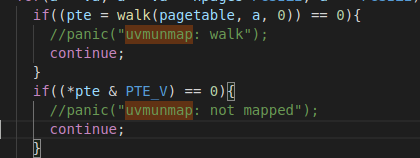 if((pte = walk(pagetable, a, 0)) == 0){
//panic("uvmunmap: walk");
continue;
}
if((*pte & PTE_V) == 0){
//panic("uvmunmap: not mapped");
continue;
}